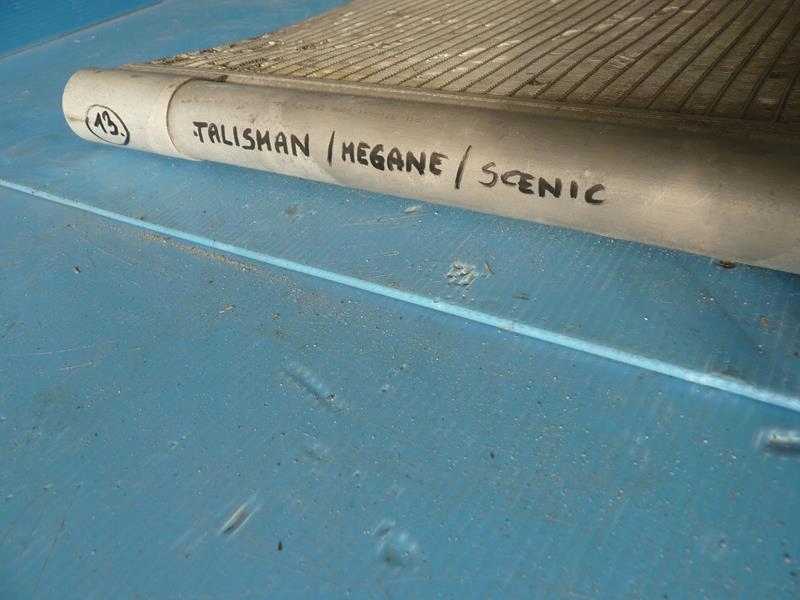 13.
TALISMAN / MEGANE / SCENIC